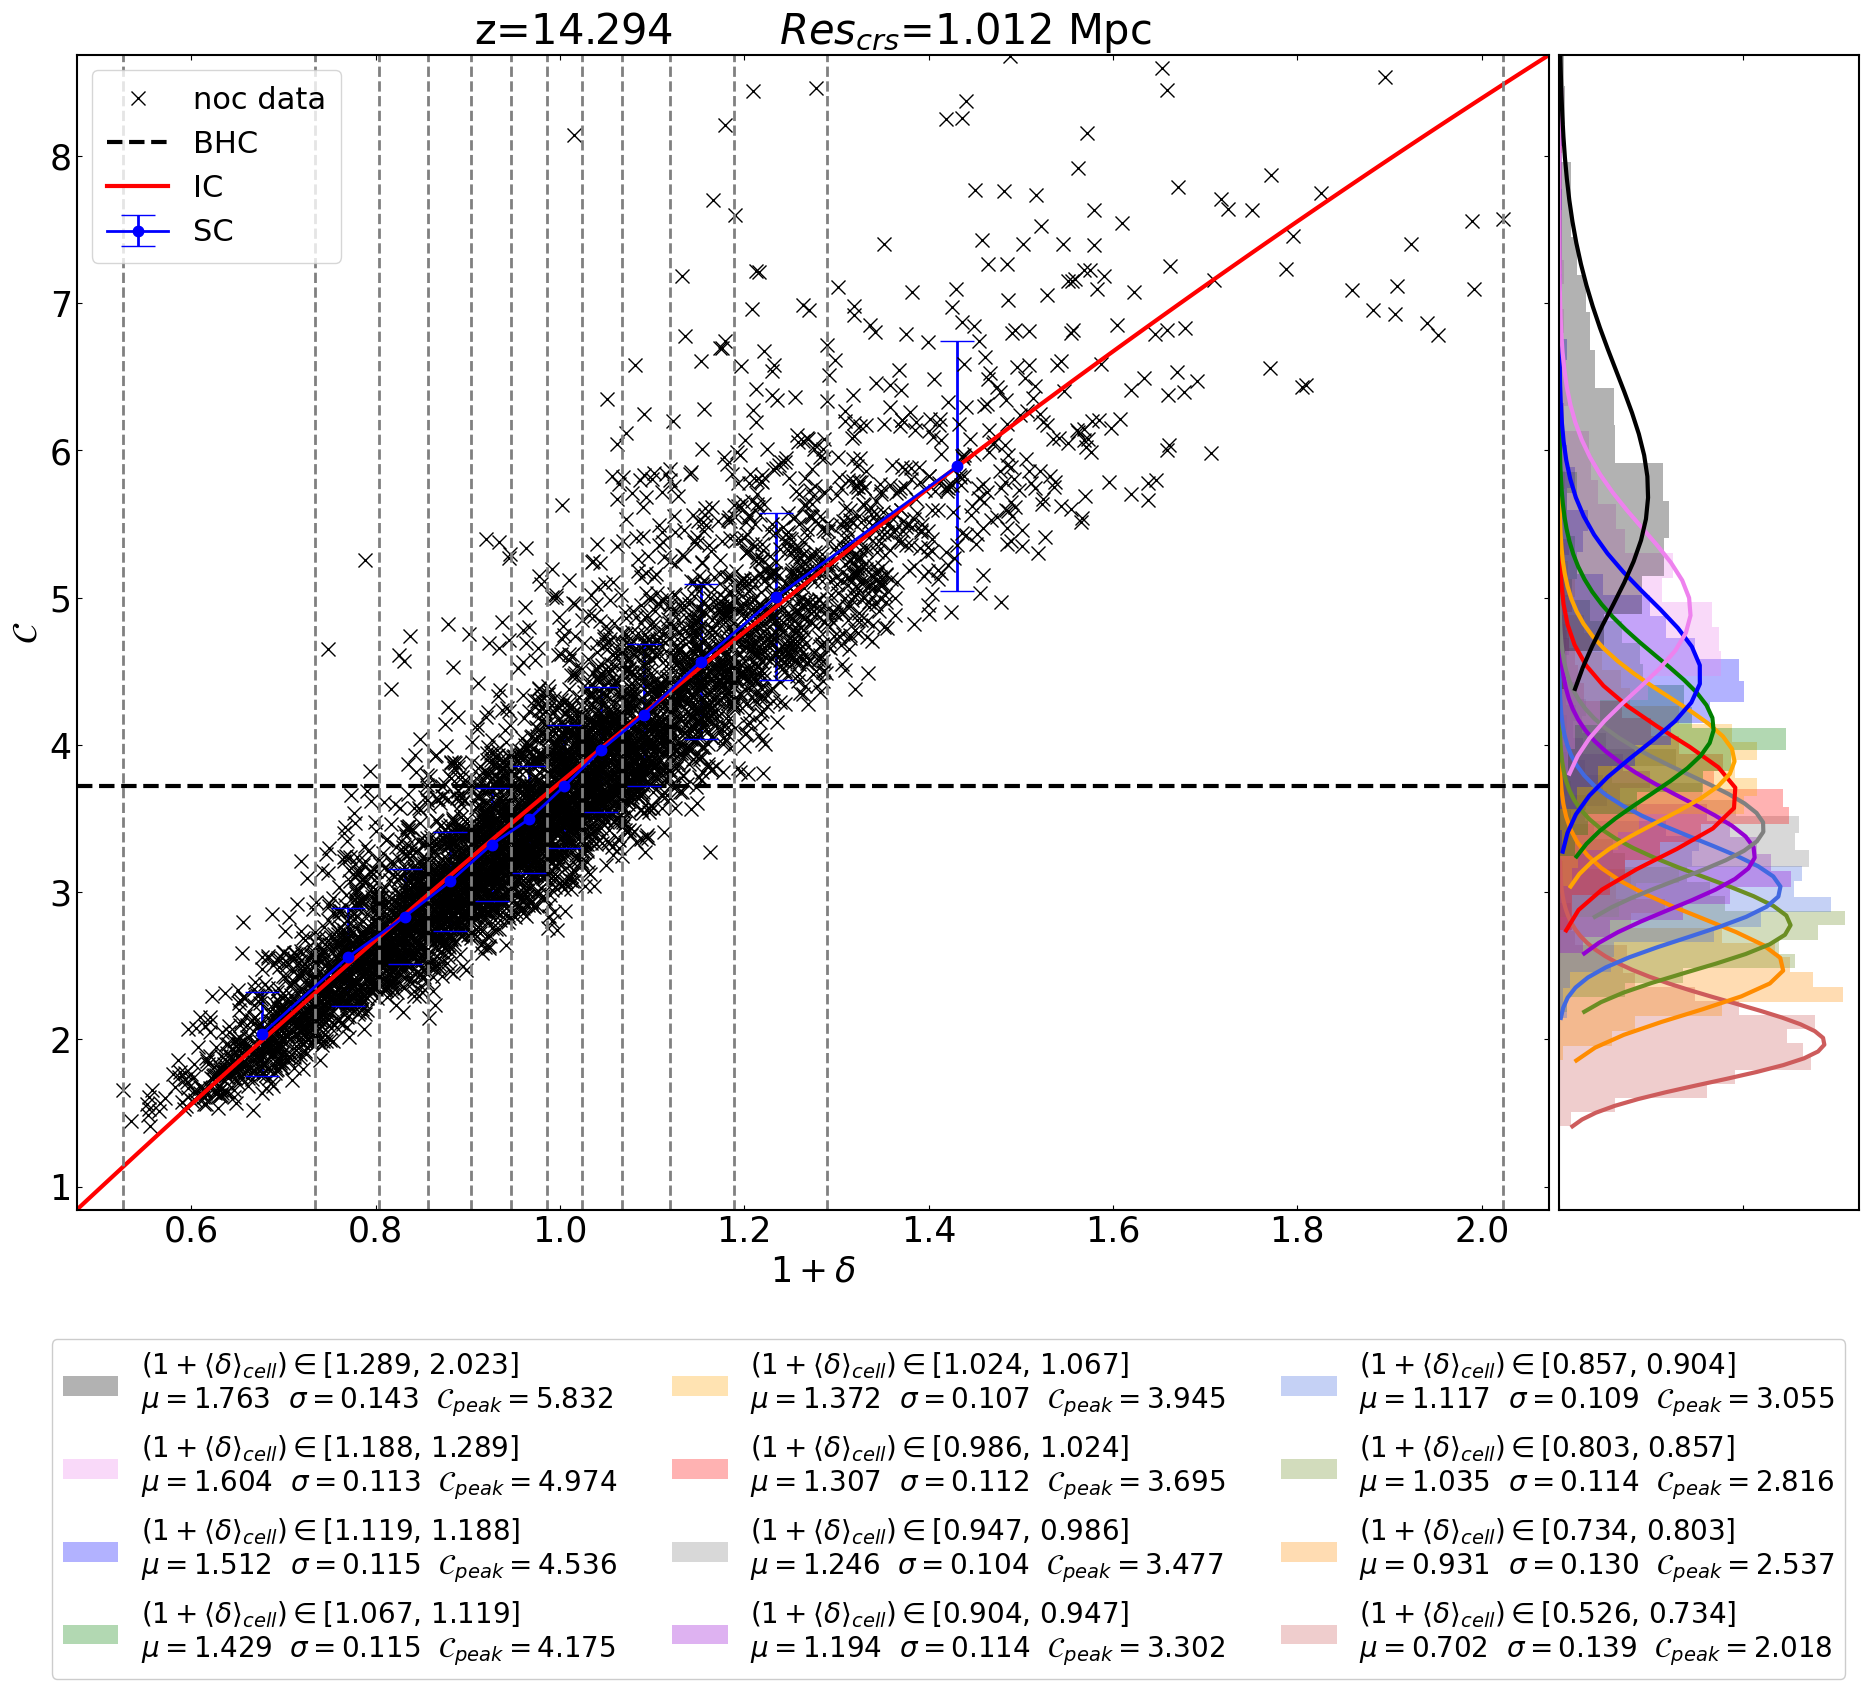 z=14.294 Res_crs=1.012 Mpc
noc data
BHC
IC
SC
8
7
6
5
4
3
2
1
𝒞
0.6 0.8 1.0 1.2 1.4 1.6 1.8 2.0
1 + δ
(1 + ⟨δ⟩_cell) ∈ [1.289, 2.023]
μ = 1.763 σ = 0.143 𝒞_peak = 5.832
(1 + ⟨δ⟩_cell) ∈ [1.188, 1.289]
μ = 1.604 σ = 0.113 𝒞_peak = 4.974
(1 + ⟨δ⟩_cell) ∈ [1.119, 1.188]
μ = 1.512 σ = 0.115 𝒞_peak = 4.536
(1 + ⟨δ⟩_cell) ∈ [1.067, 1.119]
μ = 1.429 σ = 0.115 𝒞_peak = 4.175
(1 + ⟨δ⟩_cell) ∈ [1.024, 1.067]
μ = 1.372 σ = 0.107 𝒞_peak = 3.945
(1 + ⟨δ⟩_cell) ∈ [0.986, 1.024]
μ = 1.307 σ = 0.112 𝒞_peak = 3.695
(1 + ⟨δ⟩_cell) ∈ [0.947, 0.986]
μ = 1.246 σ = 0.104 𝒞_peak = 3.477
(1 + ⟨δ⟩_cell) ∈ [0.904, 0.947]
μ = 1.194 σ = 0.114 𝒞_peak = 3.302
(1 + ⟨δ⟩_cell) ∈ [0.857, 0.904]
μ = 1.117 σ = 0.109 𝒞_peak = 3.055
(1 + ⟨δ⟩_cell) ∈ [0.803, 0.857]
μ = 1.035 σ = 0.114 𝒞_peak = 2.816
(1 + ⟨δ⟩_cell) ∈ [0.734, 0.803]
μ = 0.931 σ = 0.130 𝒞_peak = 2.537
(1 + ⟨δ⟩_cell) ∈ [0.526, 0.734]
μ = 0.702 σ = 0.139 𝒞_peak = 2.018